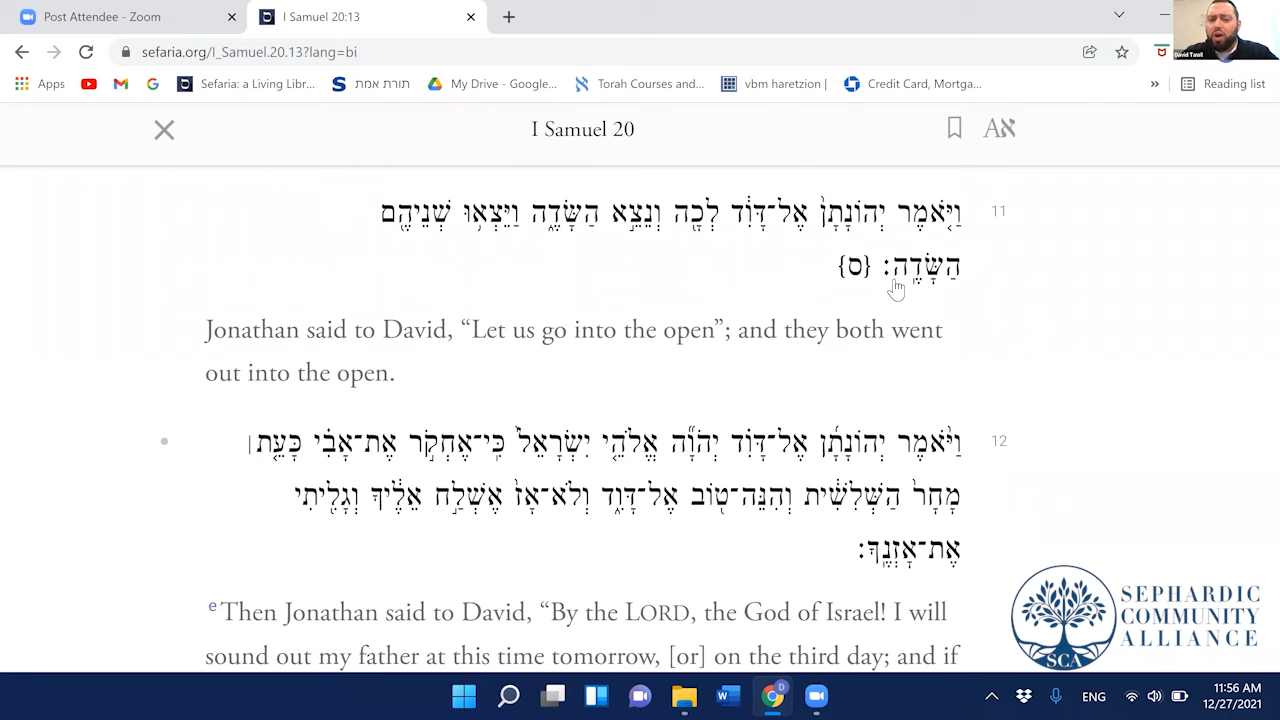 Post Attendee - Zoom
I Samuel 20:13
sefaria.org/I_Samuel.20.13?lang=bi
Apps
Sefaria: a Living Libr...
תורת אמת
My Drive - Google...
Torah Courses and...
vbm haretzion |
Credit Card, Mortga...
»
Reading list
David Tawil
I Samuel 20
Aא
11
וַיֹּ֤אמֶר יְהוֹנָתָן֙ אֶל־דָּוִ֔ד לְכָ֖ה וְנֵצֵ֣א הַשָּׂדֶ֑ה וַיֵּצְא֥וּ שְׁנֵיהֶ֖ם
הַשָּׂדֶֽה׃ {ס}
Jonathan said to David, “Let us go into the open”; and they both went
out into the open.
12
וַיֹּ֨אמֶר יְהוֹנָתָ֜ן אֶל־דָּוִ֗ד יְהֹוָ֞ה אֱלֹהֵ֤י יִשְׂרָאֵל֙ כִּֽי־אֶחְקֹ֣ר אֶת־אָבִ֗י כָּעֵ֤ת ׀
מָחָר֙ הַשְּׁלִשִׁ֔ית וְהִנֵּה־ט֖וֹב אֶל־דָּוִ֑ד וְלֹא־אָז֙ אֶשְׁלַ֣ח אֵלֶ֔יךָ וְגָלִ֖יתִי
אֶת־אׇזְנֶֽךָ׃
e Then Jonathan said to David, “By the LORD, the God of Israel! I will
sound out my father at this time tomorrow, [or] on the third day; and if
SEPHARDIC
COMMUNITY
ALLIANCE
SCA
ENG
11:56 AM
12/27/2021